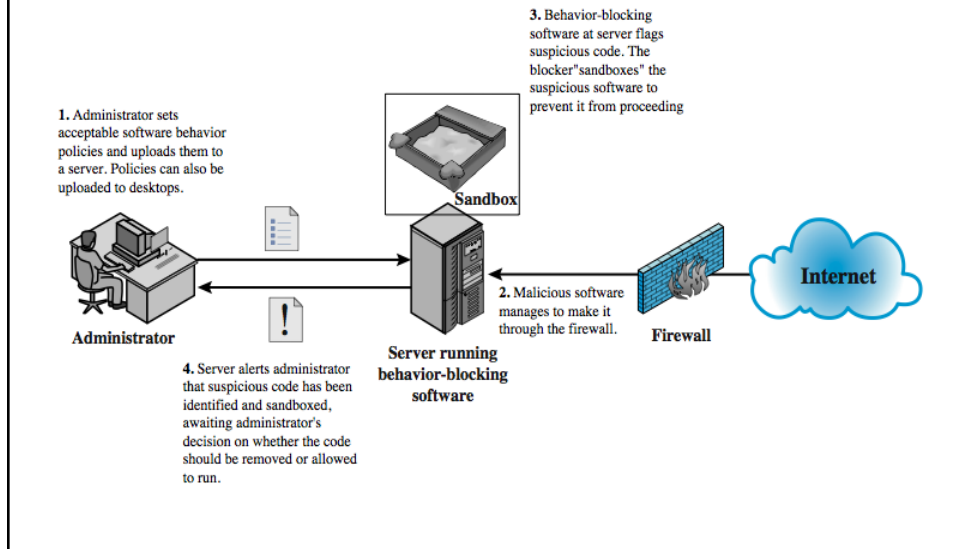 3. Behavior-blocking
software at server flags
suspicious code. The
blocker"sandboxes" the
suspicious software to
prevent it from proceeding
1. Administrator sets
acceptable software behavior
policies and uploads them to
a server. Policies can also be
uploaded to desktops.
Sandbox
Internet
2. Malicious software
manages to make it
through the firewall.
Administrator
Firewall
Server running
behavior-blocking
software
4. Server alerts administrator
that suspicious code has been
identified and sandboxed,
awaiting administrator's
decision on whether the code
should be removed or allowed
to run.